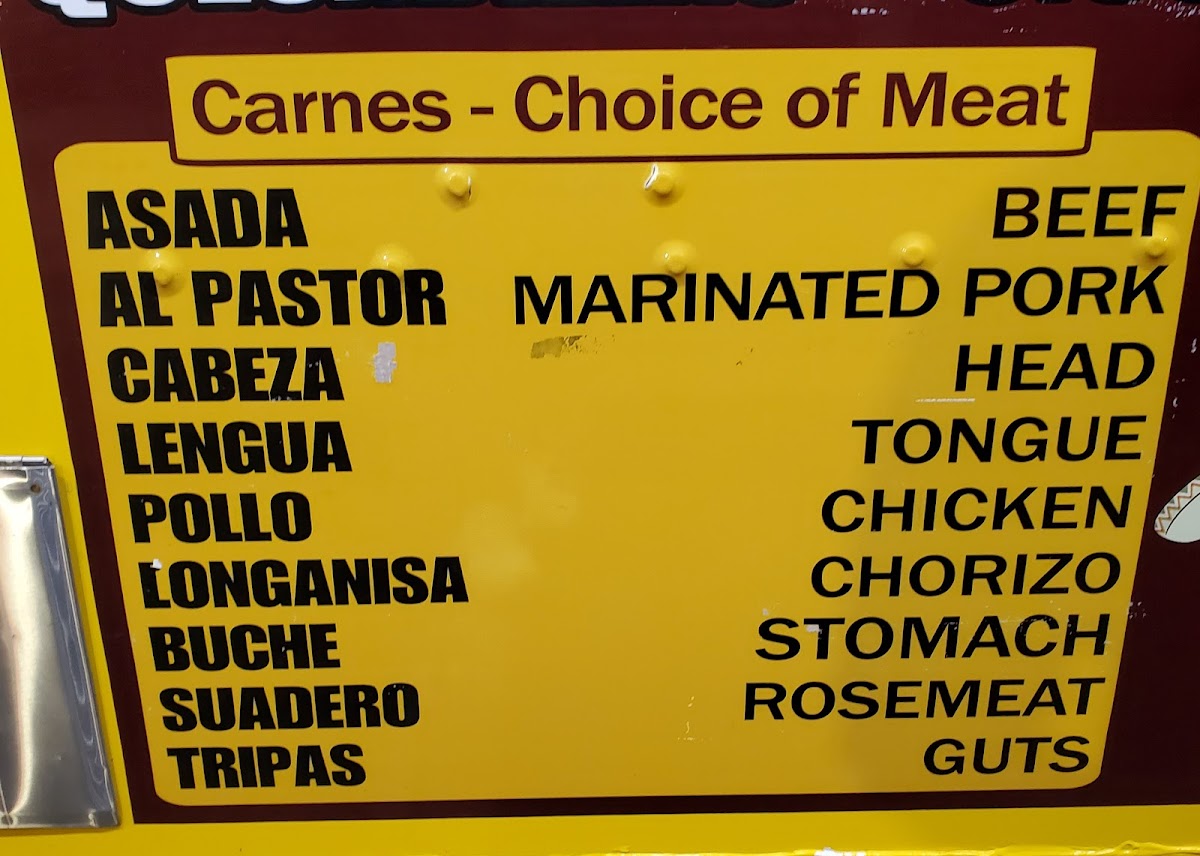 Carnes - Choice of Meat
ASADA BEEF
AL PASTOR MARINATED PORK
CABEZA HEAD
LENGUA TONGUE
POLLO CHICKEN
LONGANISA CHORIZO
BUCHE STOMACH
SUADERO ROSEMEAT
TRIPAS GUTS